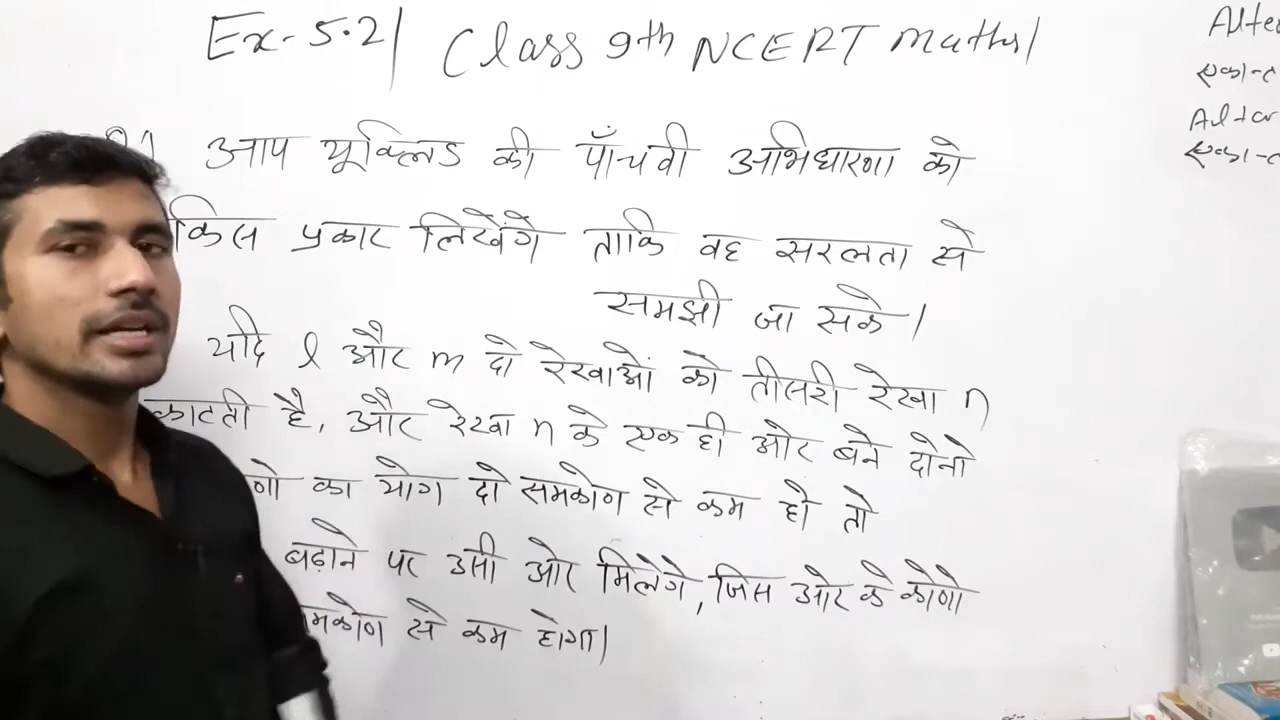 Ex- 5.2 | Class 9th NCERT maths |
आप यूक्लिड की पाँचवी अभिधारणा को
किस प्रकार लिखेंगे ताकि वह सरलता से
समझी जा सके।
यदि l और m दो रेखाओं को तीसरी रेखा n
काटती है, और रेखा n के एक ही ओर बने दोनो
का योग दो समकोण से कम हो तो
बढ़ाने पर उसी ओर मिलेंगे, जिस ओर के कोणो
से कम होगा।